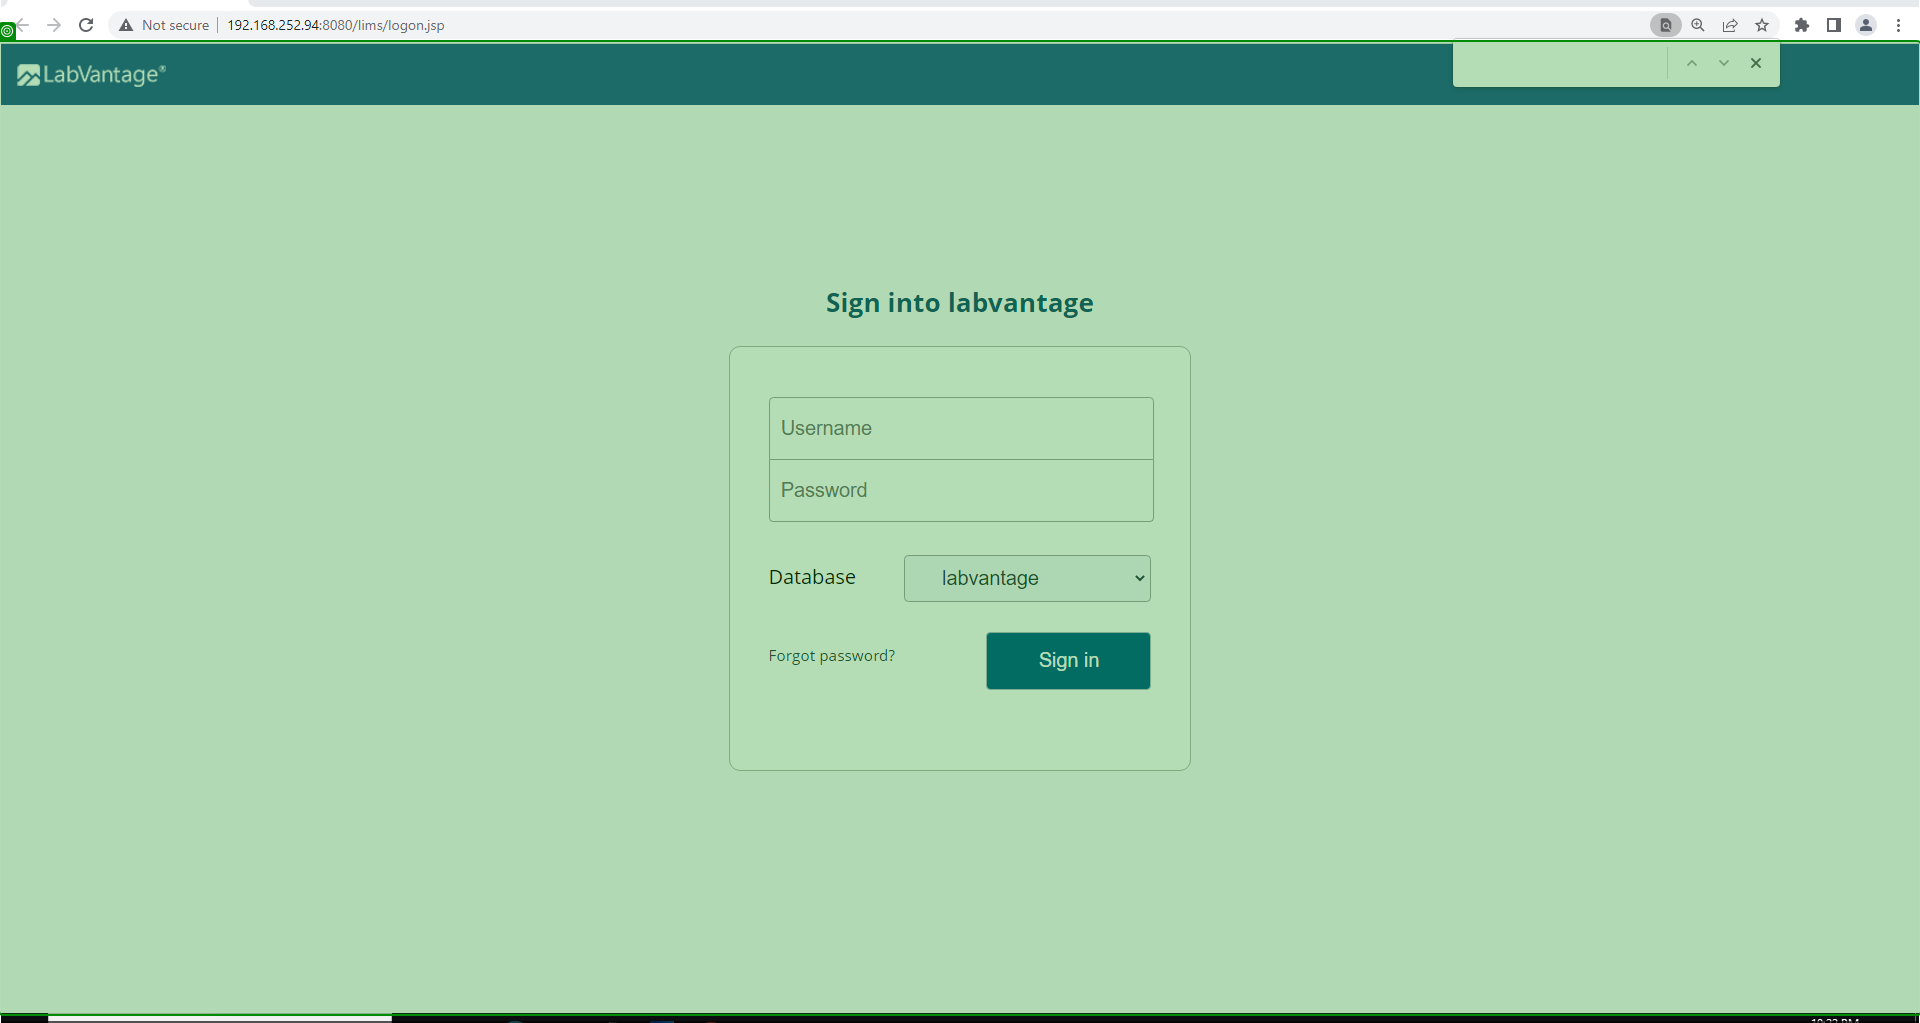 Not secure 192.168.252.94:8080/lims/logon.jsp
LabVantage®
Sign into labvantage
Username
Password
Database labvantage
Forgot password? Sign in